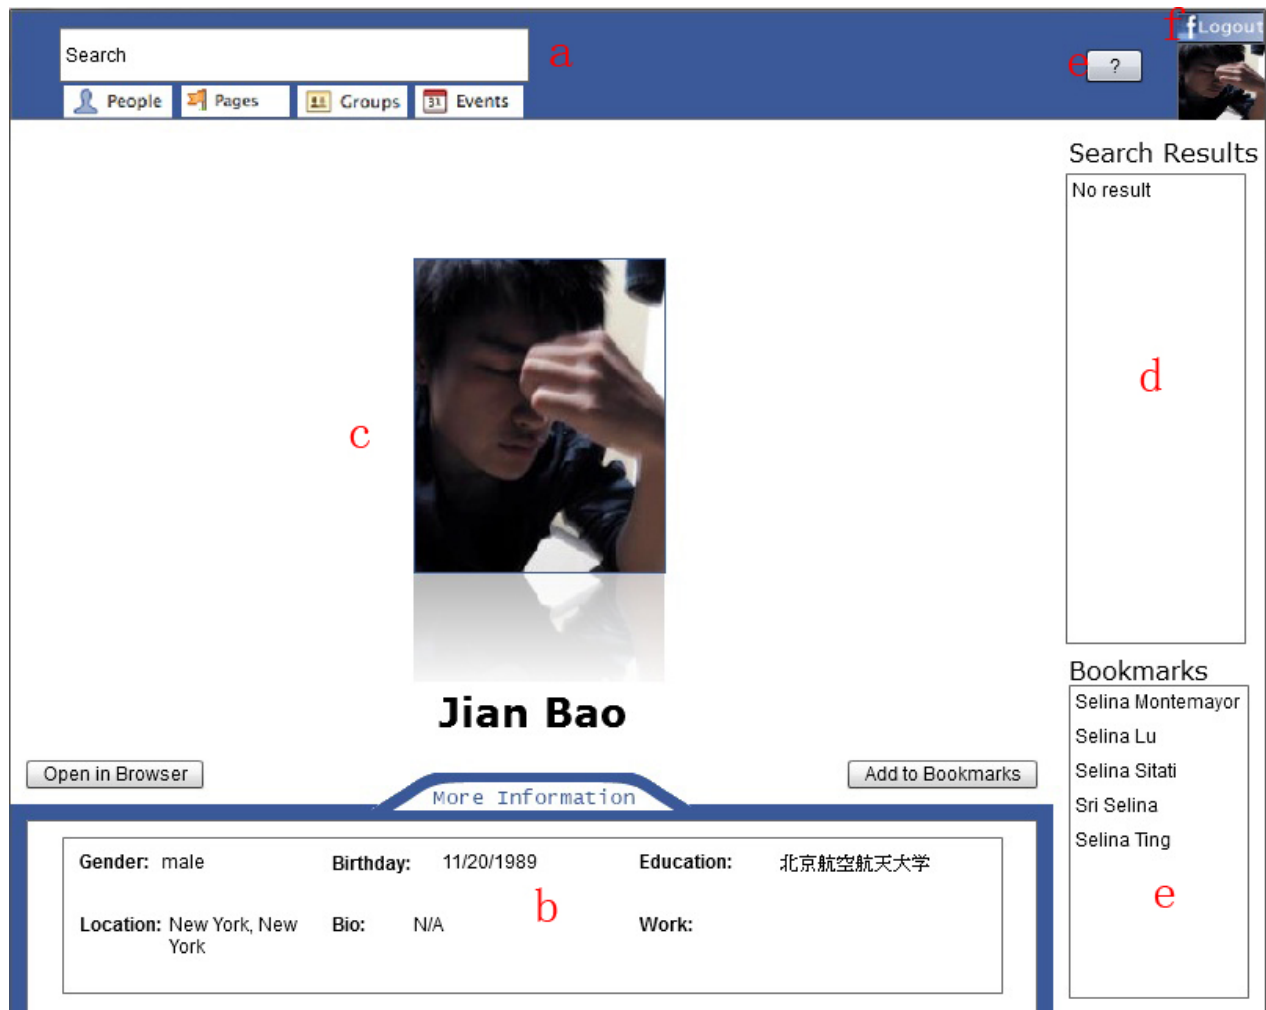 f
f Logout
Search
a
e
?
People
Pages
Groups
31 Events
Search Results
No result
d
c
Jian Bao
Bookmarks
Selina Montemayor
Selina Lu
Selina Sitati
Sri Selina
Selina Ting
e
Open in Browser
Add to Bookmarks
More Information
Gender: male
Birthday: 11/20/1989
Education: 北京航空航天大学
b
Location: New York, New
York
Bio: N/A
Work: